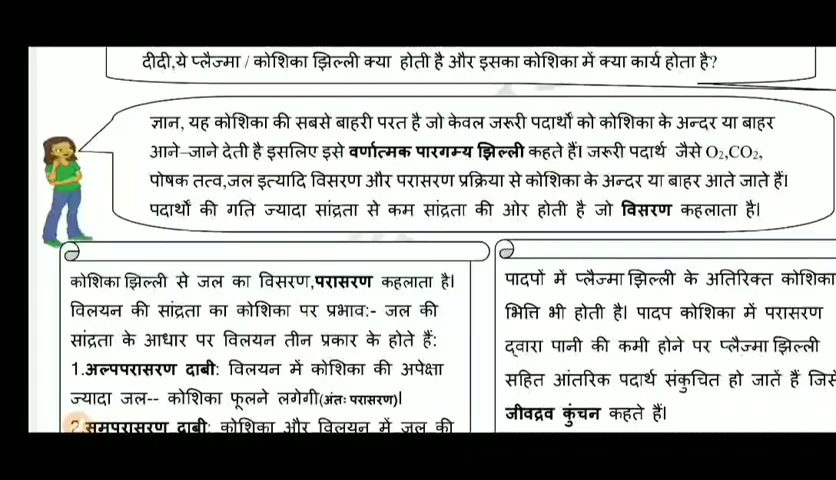 दीदी,ये प्लैज्मा / कोशिका झिल्ली क्या होती है और इसका कोशिका में क्या कार्य होता है?
ज्ञान, यह कोशिका की सबसे बाहरी परत है जो केवल जरूरी पदार्थों को कोशिका के अन्दर या बाहर
आने–जाने देती है इसलिए इसे वर्णात्मक पारगम्य झिल्ली कहते हैं। जरूरी पदार्थ जैसे O₂,CO₂,
पोषक तत्व,जल इत्यादि विसरण और परासरण प्रक्रिया से कोशिका के अन्दर या बाहर आते जाते हैं।
पदार्थों की गति ज्यादा सांद्रता से कम सांद्रता की ओर होती है जो विसरण कहलाता है।
कोशिका झिल्ली से जल का विसरण,परासरण कहलाता है।
विलयन की सांद्रता का कोशिका पर प्रभाव:- जल की
सांद्रता के आधार पर विलयन तीन प्रकार के होते हैं:
1.अल्पपरासरण दाबी: विलयन में कोशिका की अपेक्षा
ज्यादा जल-- कोशिका फूलने लगेगी(अंतः परासरण)।
2.समपरासरण दाबी: कोशिका और विलयन में जल की
पादपों में प्लैज्मा झिल्ली के अतिरिक्त कोशिका
भित्ति भी होती है। पादप कोशिका में परासरण
द्वारा पानी की कमी होने पर प्लैज्मा झिल्ली
सहित आंतरिक पदार्थ संकुचित हो जातें हैं जिसे
जीवद्रव कुंचन कहते हैं।